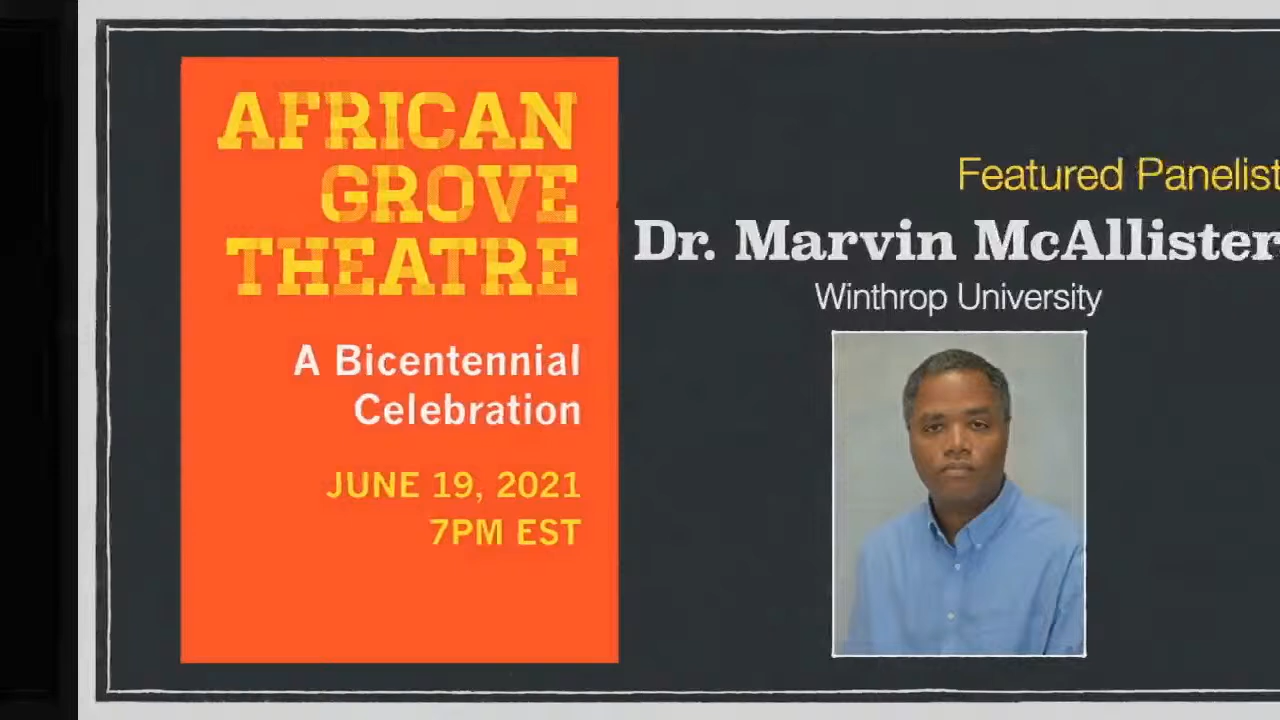 AFRICAN
GROVE
THEATRE
A Bicentennial
Celebration
JUNE 19, 2021
7PM EST
Featured Panelist
Dr. Marvin McAllister
Winthrop University